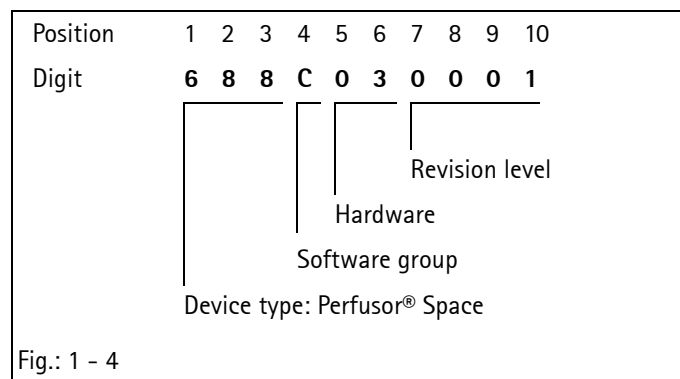 Position 1 2 3 4 5 6 7 8 9 10
Digit 6 8 8 C 0 3 0 0 0 1
Revision level
Hardware
Software group
Device type: Perfusor® Space
Fig.: 1 - 4